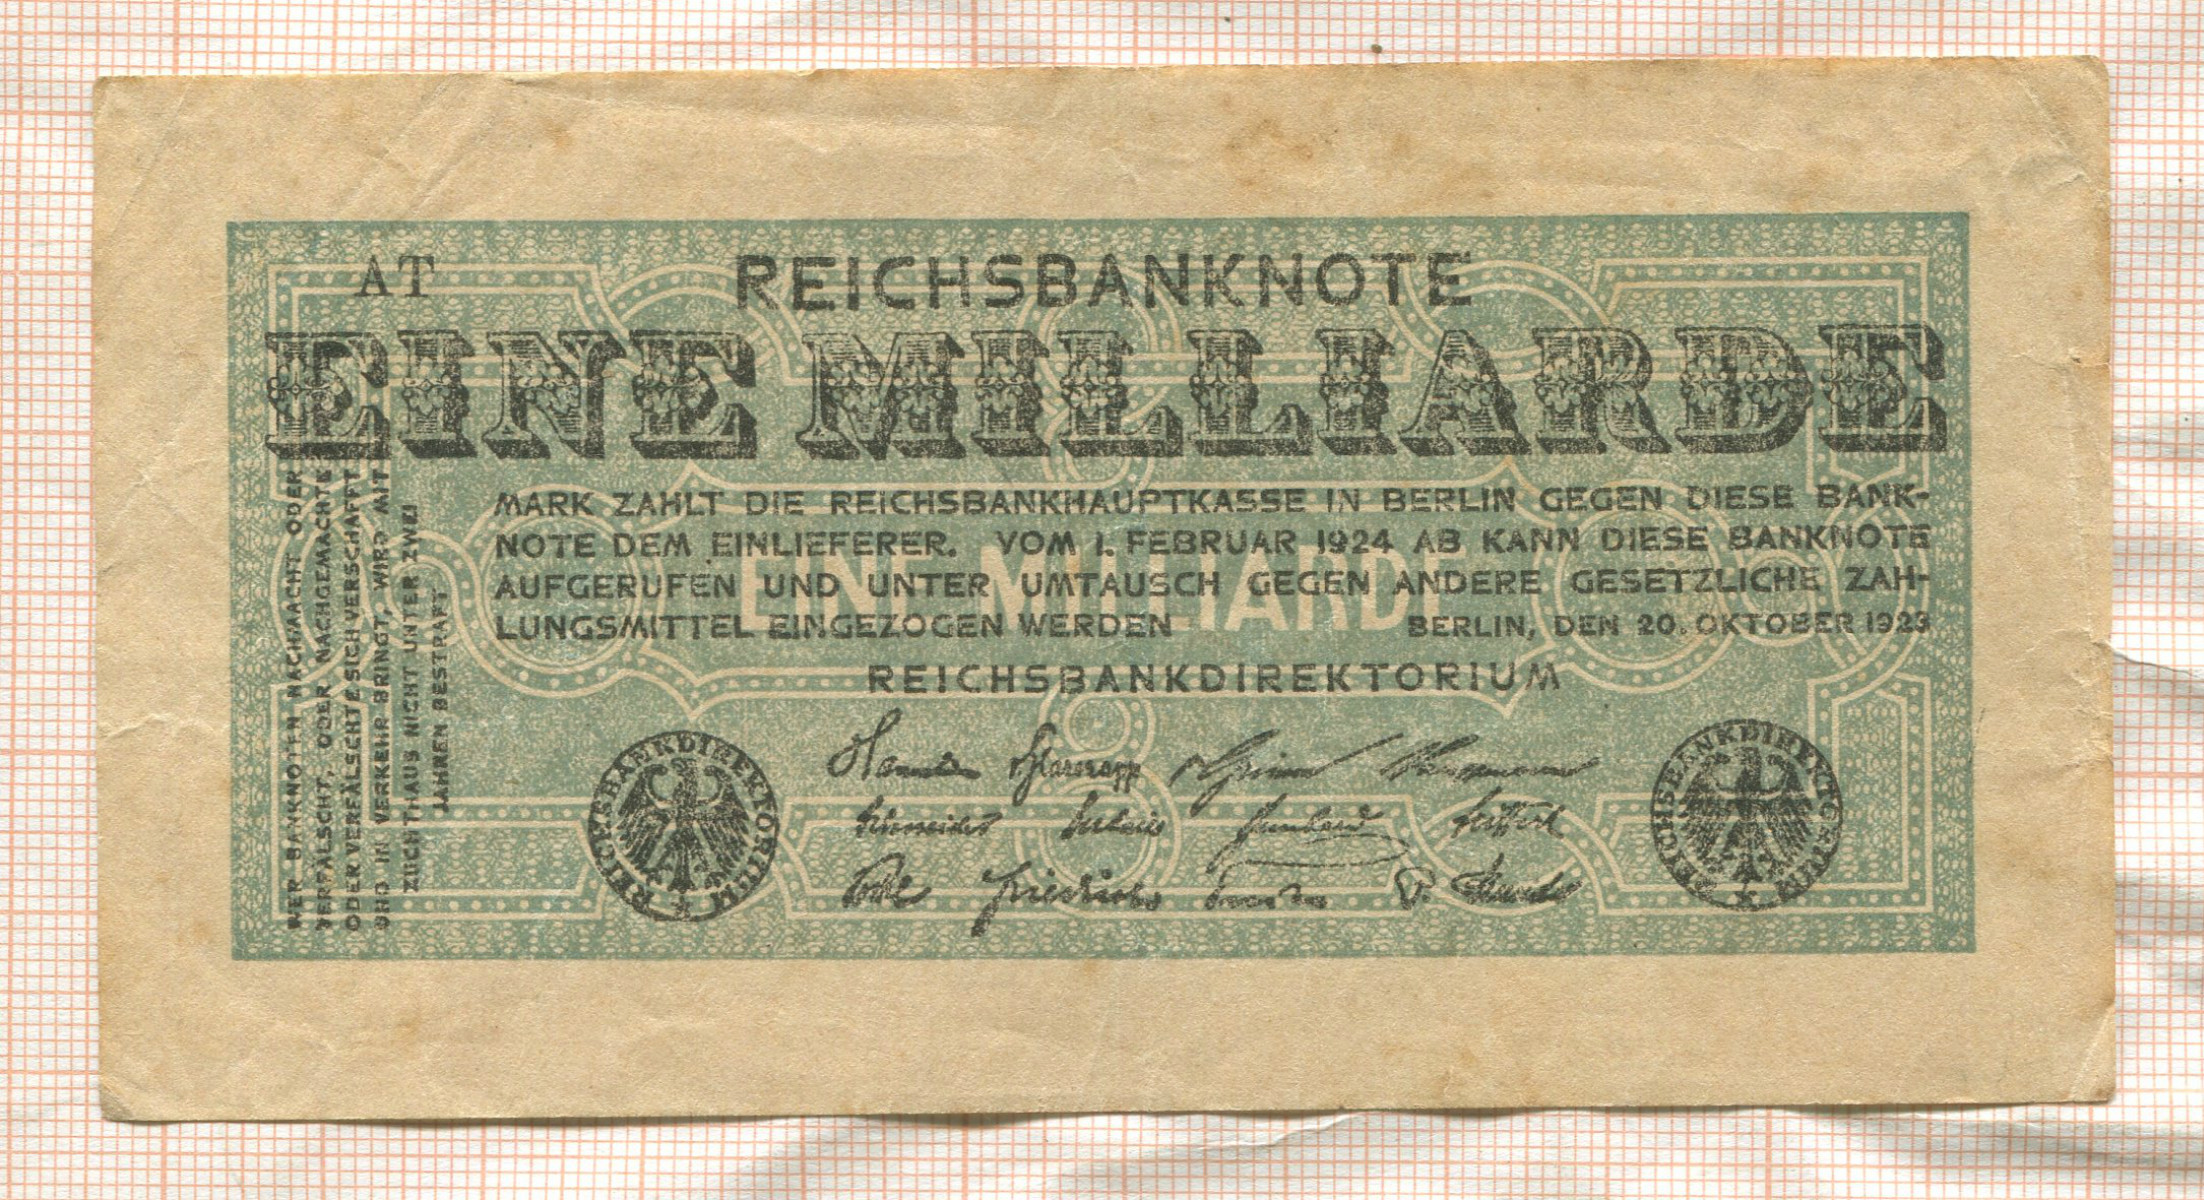 AT
REICHSBANKNOTE
EINE MILLIARDE
MARK ZAHLT DIE REICHSBANKHAUPTKASSE IN BERLIN GEGEN DIESE BANK-
NOTE DEM EINLIEFERER. VOM 1. FEBRUAR 1924 AB KANN DIESE BANKNOTE
AUFGERUFEN UND UNTER UMTAUSCH GEGEN ANDERE GESETZLICHE ZAH-
LUNGSMITTEL EINGEZOGEN WERDEN BERLIN, DEN 20. OKTOBER 1923
EINE MILLIARDE
REICHSBANKDIREKTORIUM
WER BANKNOTEN NACHMACHT ODER
VERFÄLSCHT, ODER NACHGEMACHTE
ODER VERFÄLSCHTE SICH VERSCHAFFT
UND IN VERKEHR BRINGT, WIRD MIT
ZUCHTHAUS NICHT UNTER ZWEI
JAHREN BESTRAFT
REICHSBANKDIREKTORIUM
REICHSBANKDIREKTORIUM